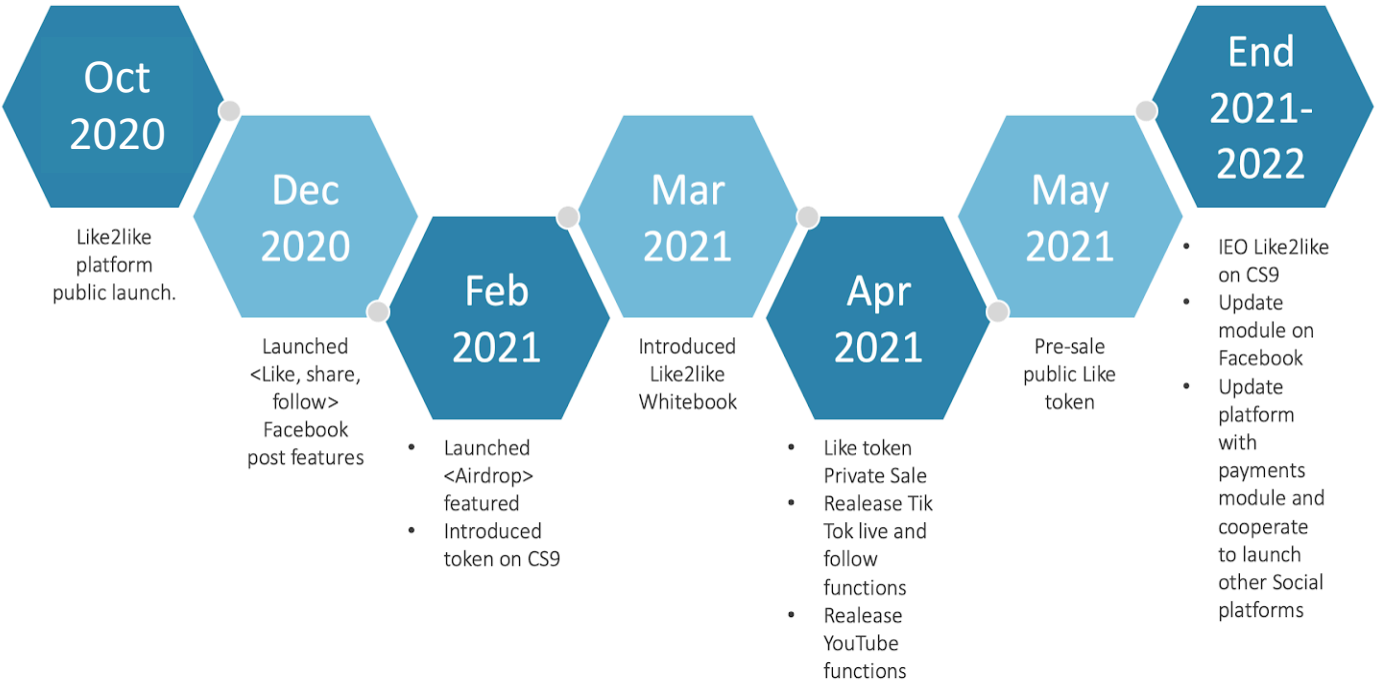 Oct
2020
Like2like
platform
public launch.
Dec
2020
Launched
<Like, share,
follow>
Facebook
post features
Feb
2021
• Launched
<Airdrop>
featured
• Introduced
token on CS9
Mar
2021
Introduced
Like2like
Whitebook
Apr
2021
• Like token
Private Sale
• Realease Tik
Tok live and
follow
functions
• Realease
YouTube
functions
May
2021
Pre-sale
public Like
token
End
2021-
2022
• IEO Like2like
on CS9
• Update
module on
Facebook
• Update
platform
with
payments
module and
cooperate
to launch
other Social
platforms